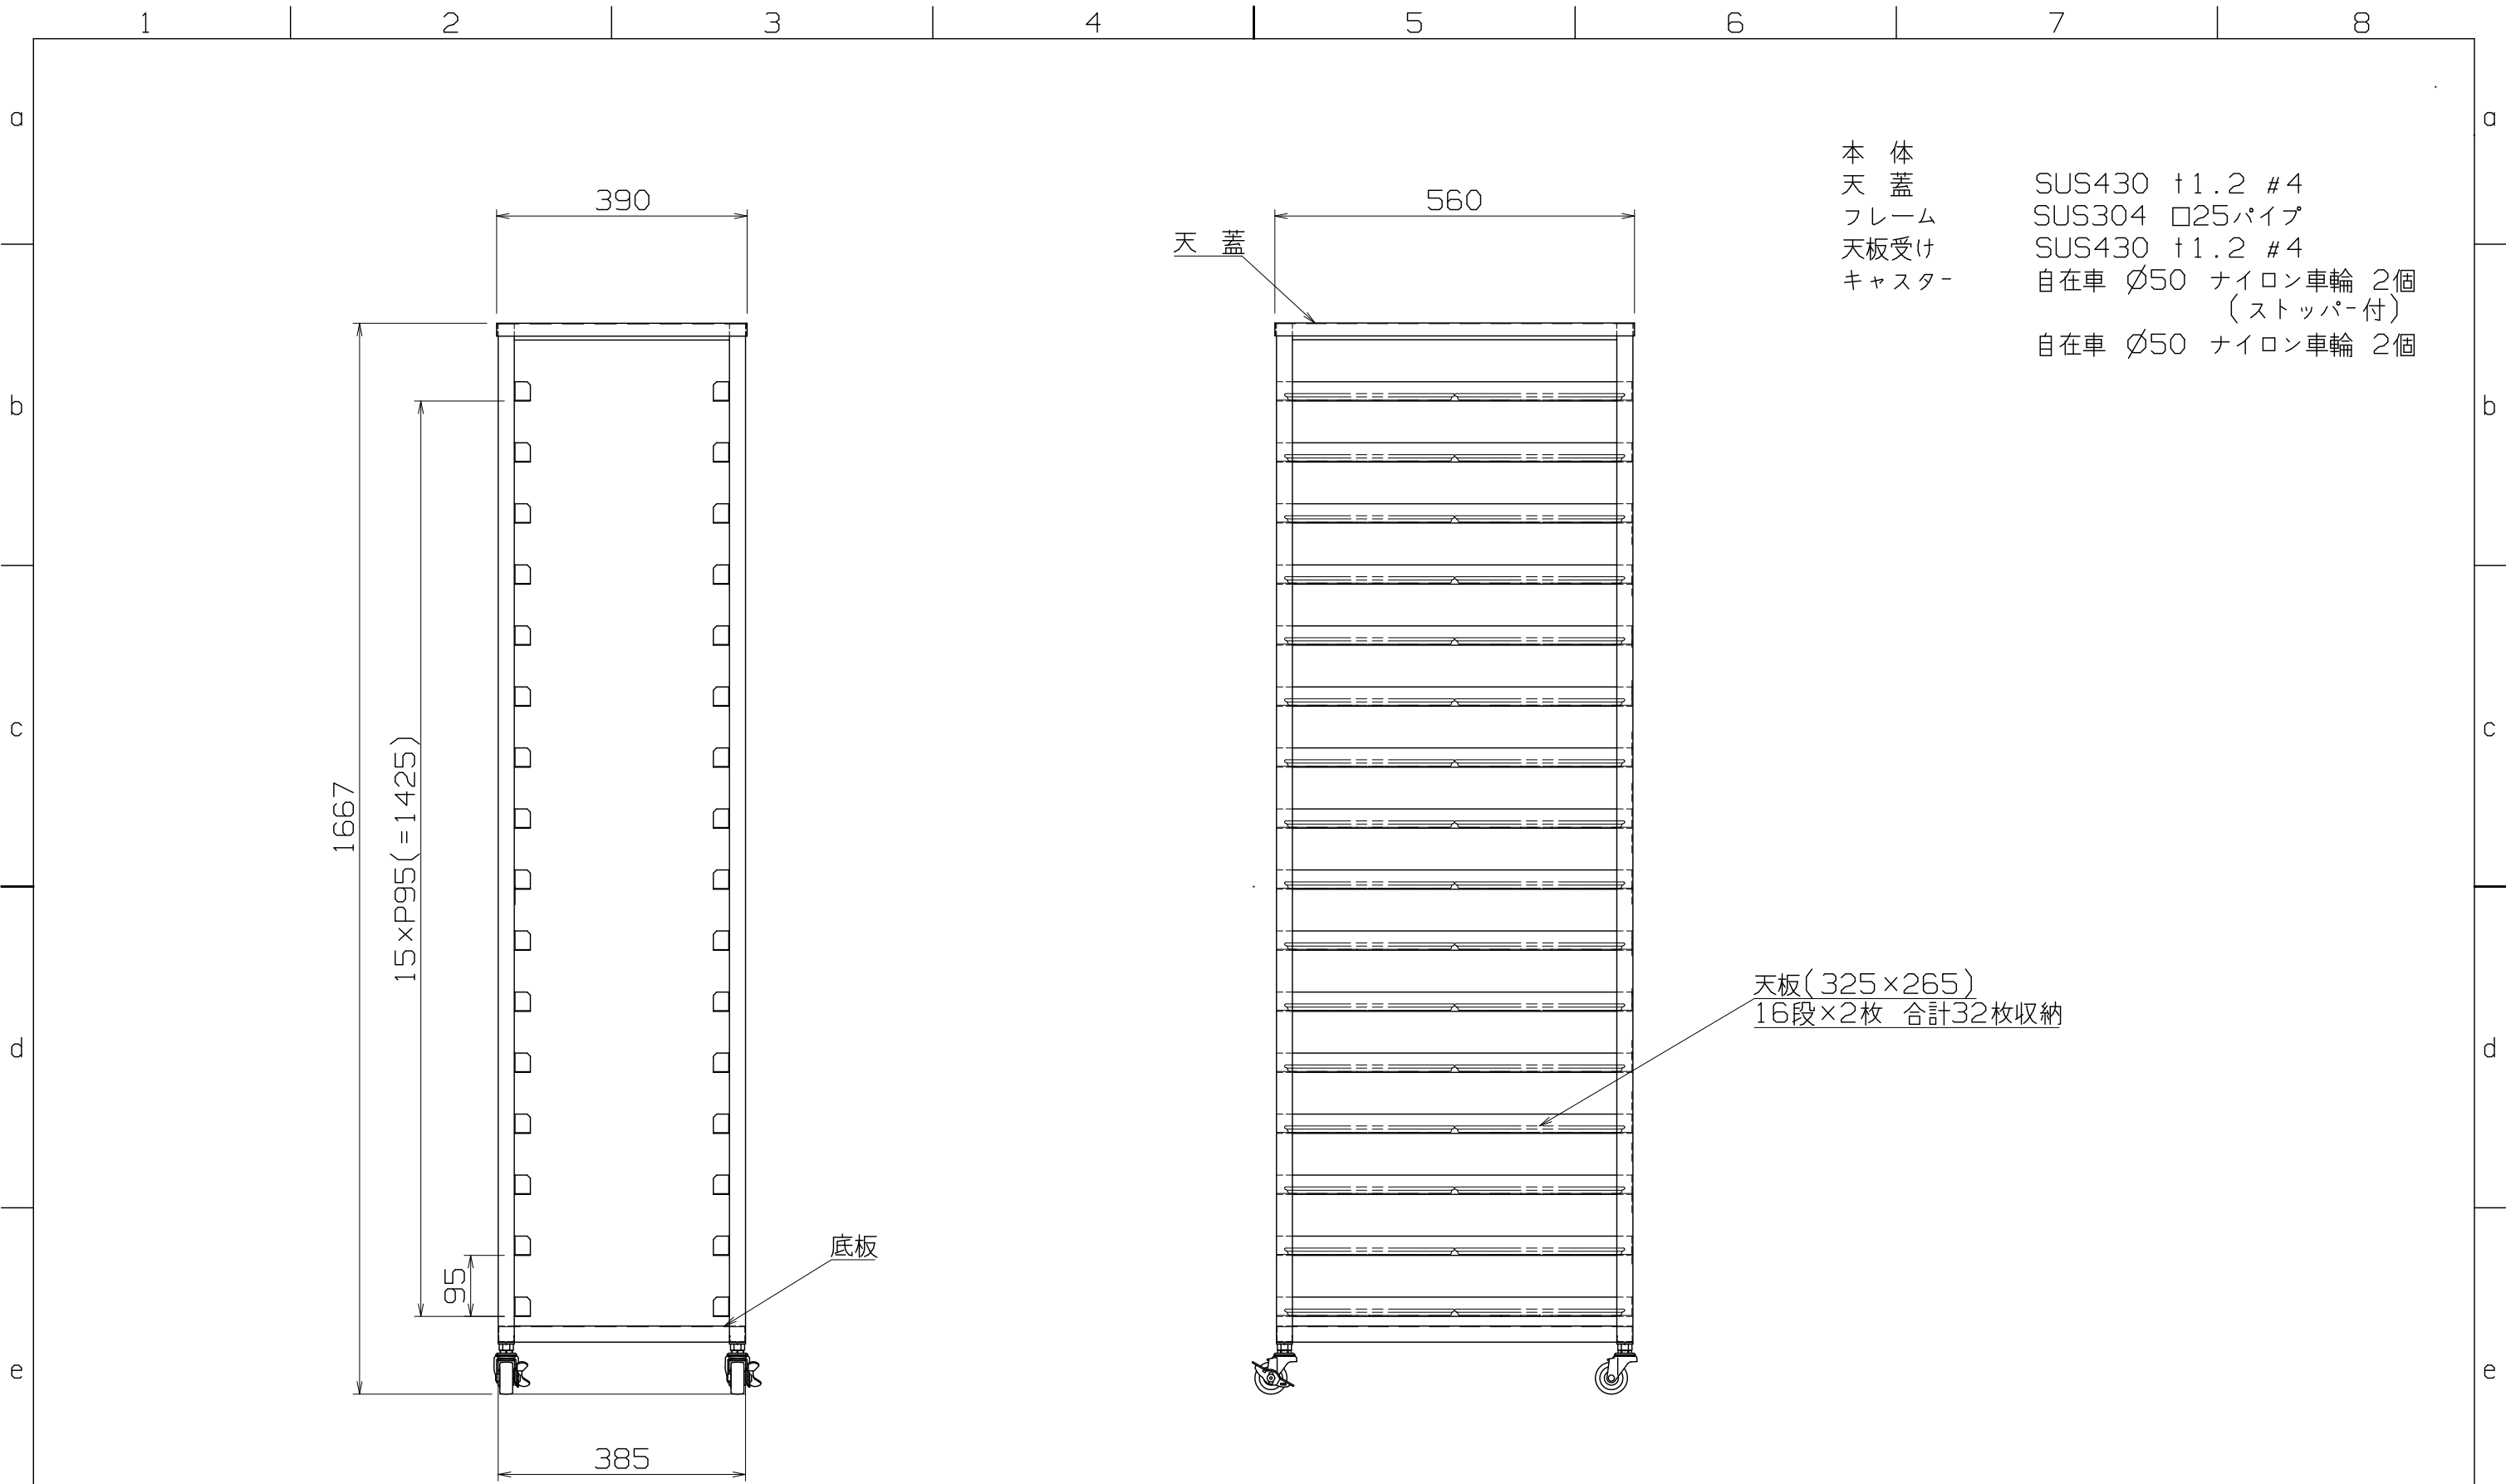 1 2 3 4 5 6 7 8
a a
本 体
天 蓋 SUS430 t1.2 #4
フレーム SUS304 □25パイプ
天板受け SUS430 t1.2 #4
キャスター 自在車 Ø50 ナイロン車輪 2個
(ストッパー付)
自在車 Ø50 ナイロン車輪 2個
390
560
天 蓋
b b
c c
1667
15×P95(=1425)
天板(325×265)
16段×2枚 合計32枚収納
d d
底板
95
e e
385